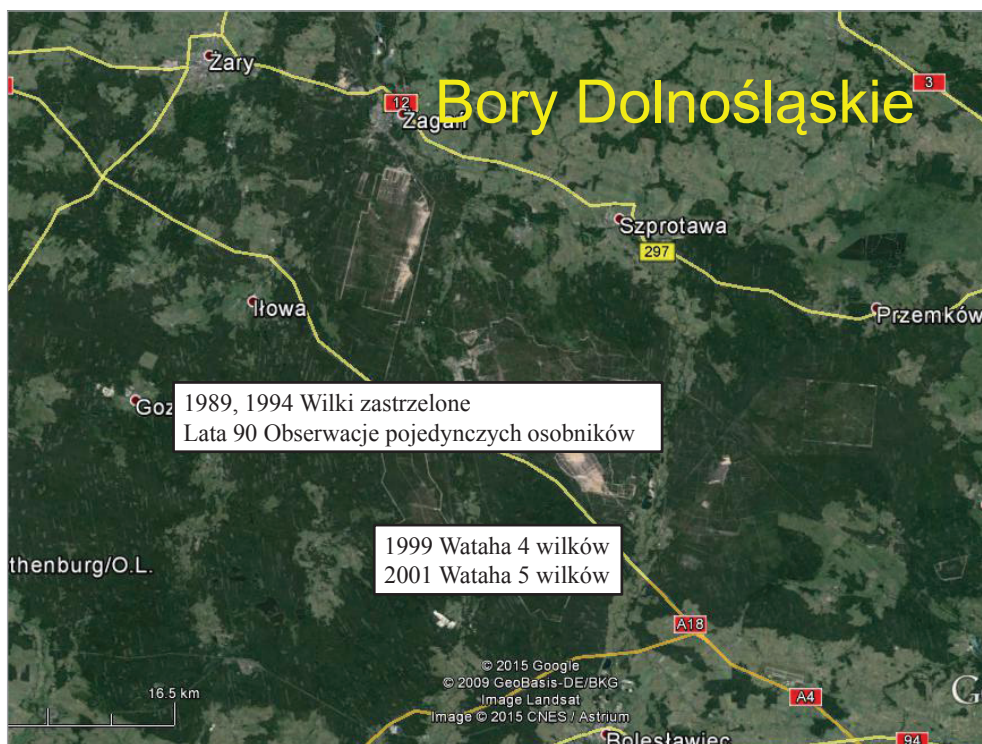 Żary
3
12
Bory Dolnośląskie
Żagań
Szprotawa
297
Iłowa
Przemków
Goz
1989, 1994 Wilki zastrzelone
Lata 90 Obserwacje pojedynczych osobników
1999 Wataha 4 wilków
2001 Wataha 5 wilków
thenburg/O.L.
A18
© 2015 Google
© 2009 GeoBasis-DE/BKG
Image Landsat
Image © 2015 CNES / Astrium
16.5 km
A4
G
Bolesławiec
94